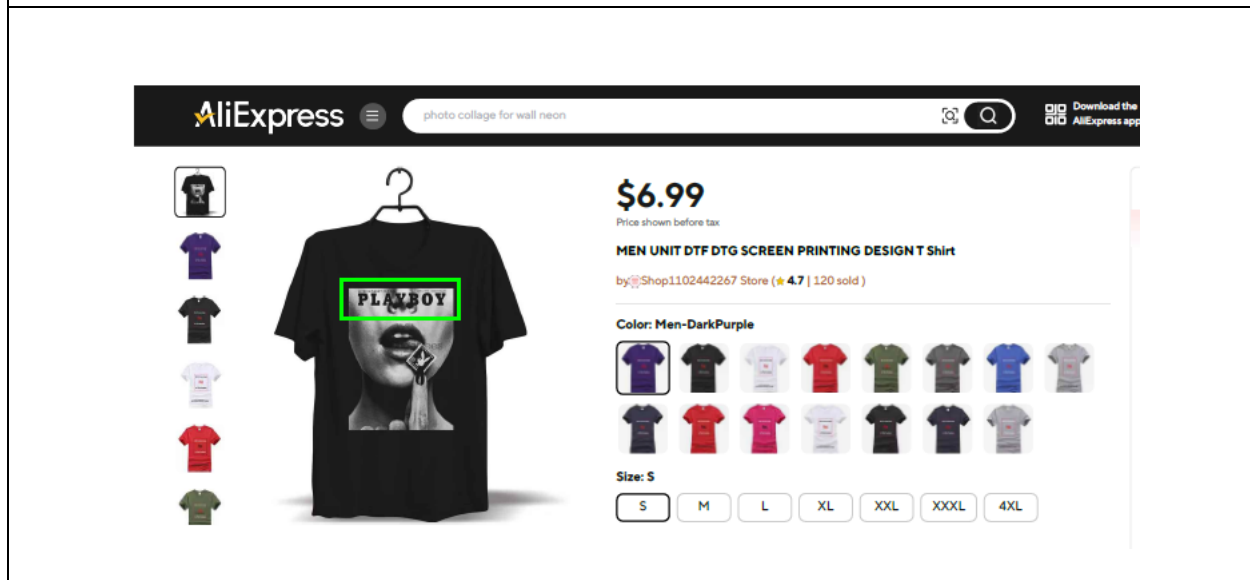 AliExpress
photo collage for wall neon
Download the
AliExpress app
PLAYBOY
$6.99
Price shown before tax
MEN UNIT DTF DTG SCREEN PRINTING DESIGN T Shirt
by Shop1102442267 Store ( 4.7 | 120 sold )
Color: Men-DarkPurple
Size: S
S M L XL XXL XXXL 4XL